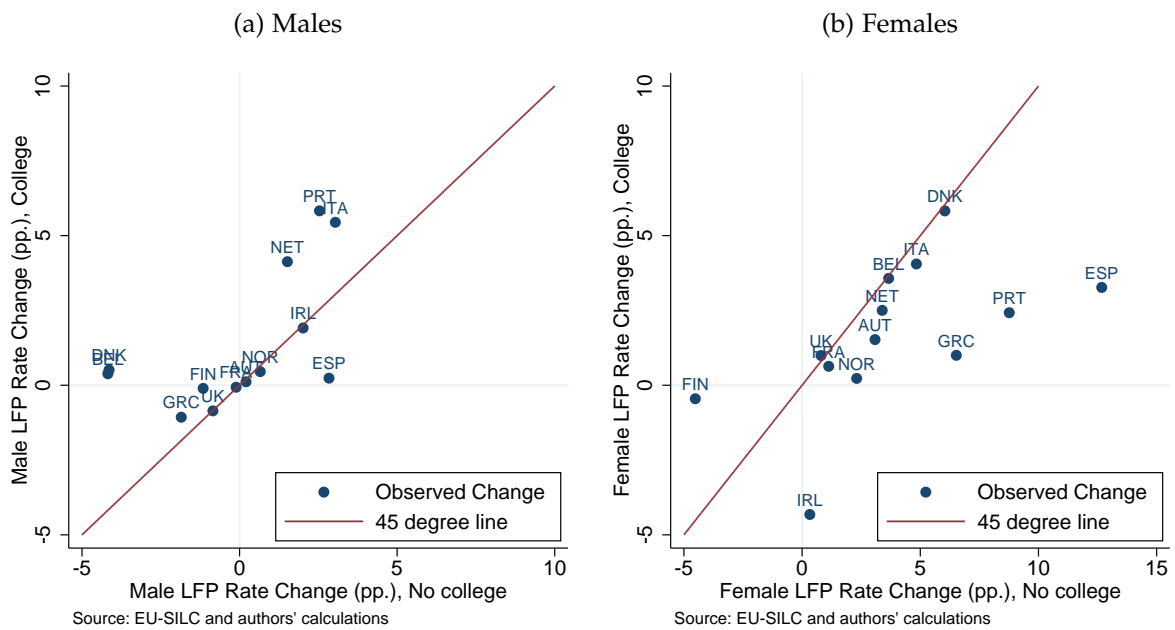 (a) Males
Male LFP Rate Change (pp.), College
10
5
0
-5
PRT
ITA
NET
IRL
DNK
BEL
NOR
AUT
ESP
FIN
FRA
UK
GRC
Observed Change
45 degree line
-5 0 5 10
Male LFP Rate Change (pp.), No college
Source: EU-SILC and authors' calculations
(b) Females
Female LFP Rate Change (pp.), College
10
5
0
-5
DNK
ITA
BEL
ESP
NET
PRT
AUT
UK
FRA
GRC
NOR
FIN
IRL
Observed Change
45 degree line
-5 0 5 10 15
Female LFP Rate Change (pp.), No college
Source: EU-SILC and authors' calculations